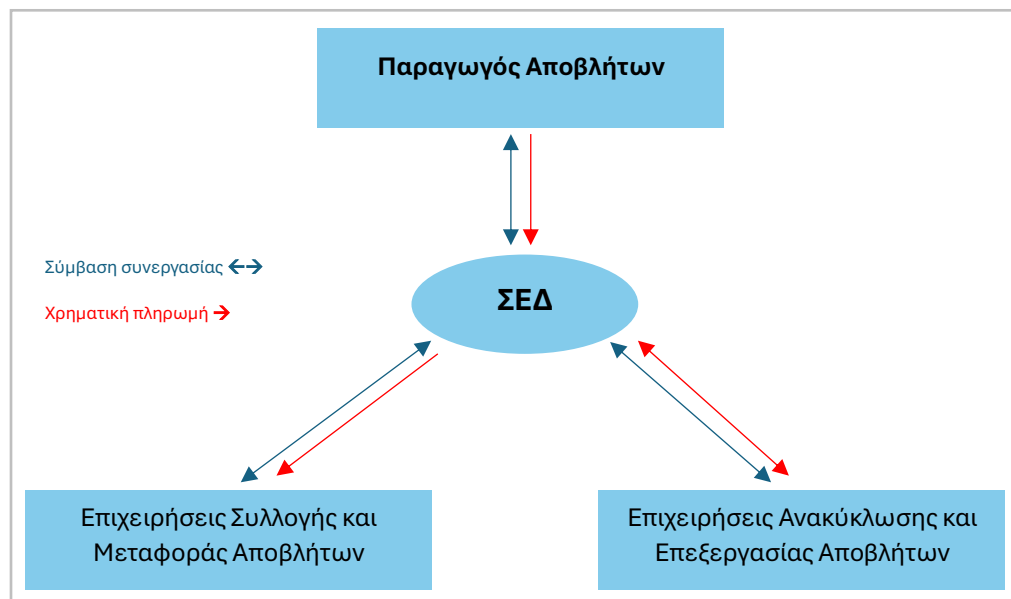 Παραγωγός Αποβλήτων
Σύμβαση συνεργασίας
Χρηματική πληρωμή
ΣΕΔ
Επιχειρήσεις Συλλογής και
Μεταφοράς Αποβλήτων
Επιχειρήσεις Ανακύκλωσης και
Επεξεργασίας Αποβλήτων